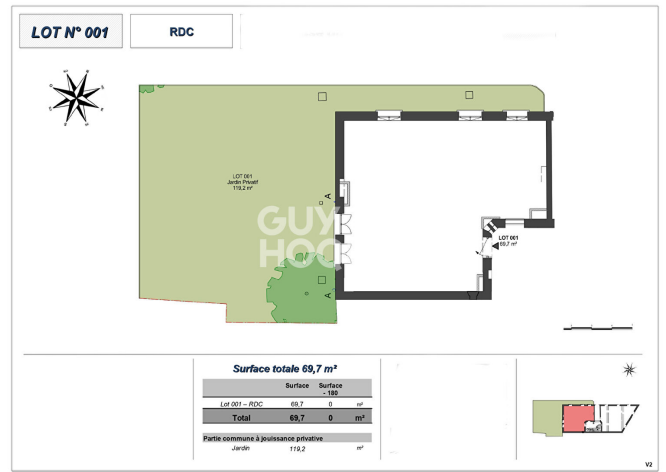 LOT N° 001
RDC
LOT 001
Jardin Privatif
119,2 m²
A
GUY
HOQ
LOT 001
69,7 m²
A
Surface totale 69,7 m²
Surface Surface - 180
Lot 001 – RDC 69,7 0 m²
Total 69,7 0 m²
Partie commune à jouissance privative
Jardin 119,2 m²
V2